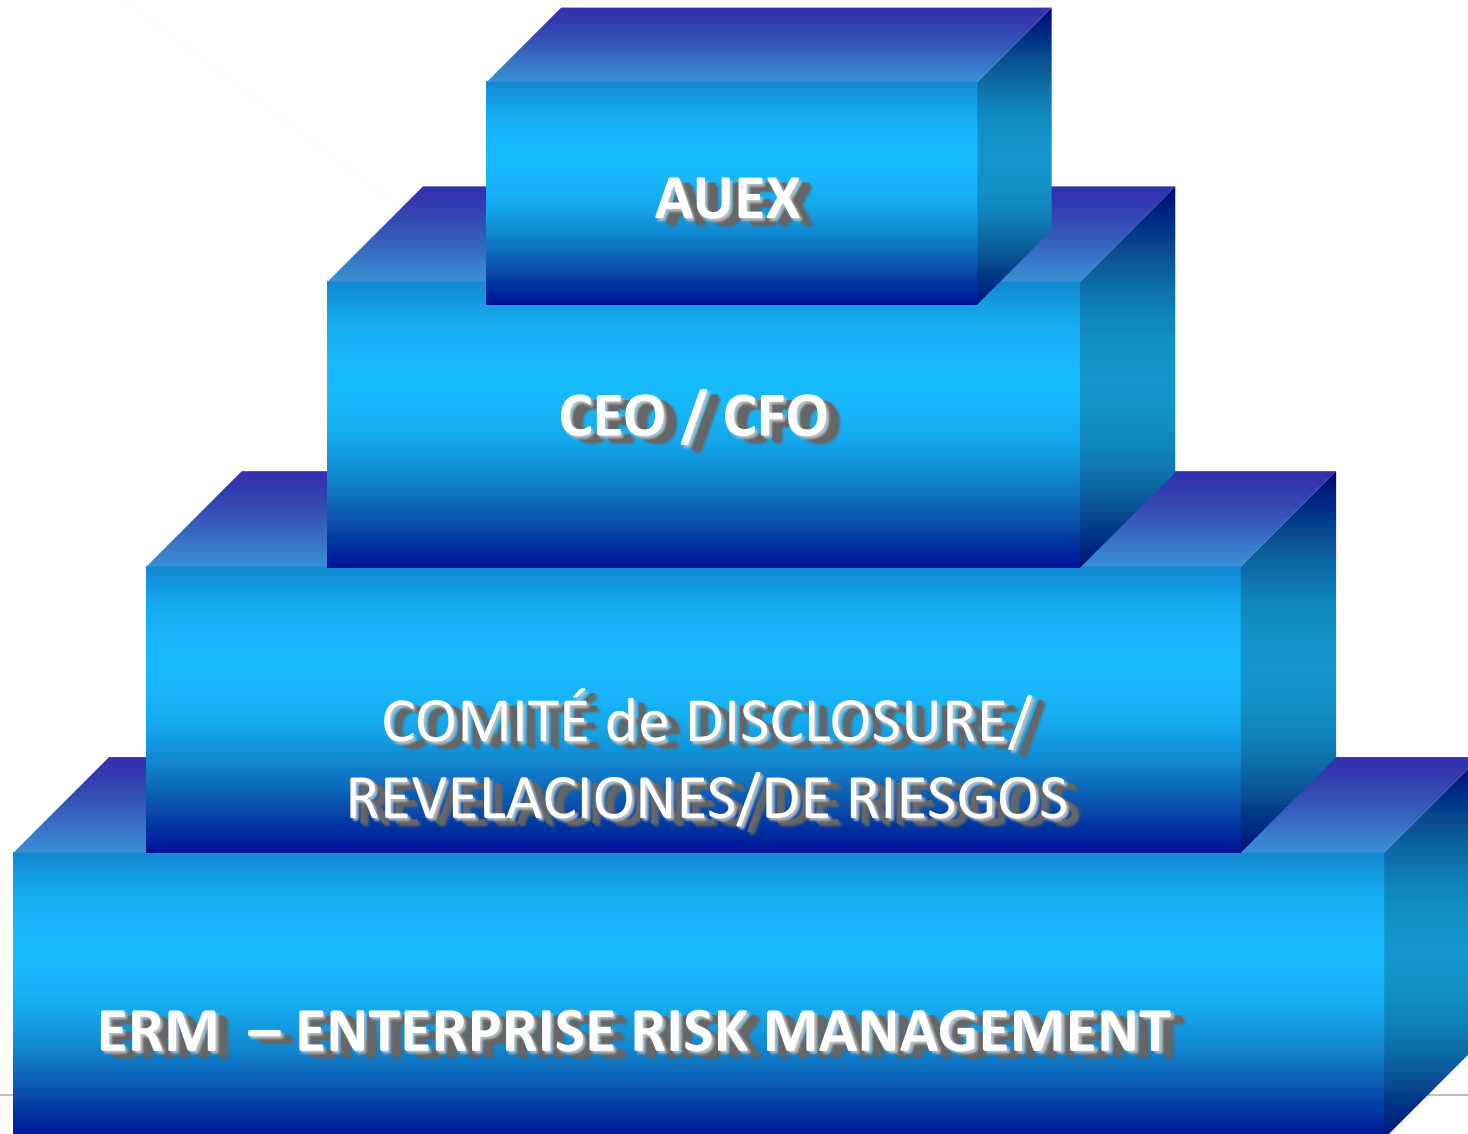 AUEX
CEO / CFO
COMITÉ de DISCLOSURE/
REVELACIONES/DE RIESGOS
ERM – ENTERPRISE RISK MANAGEMENT